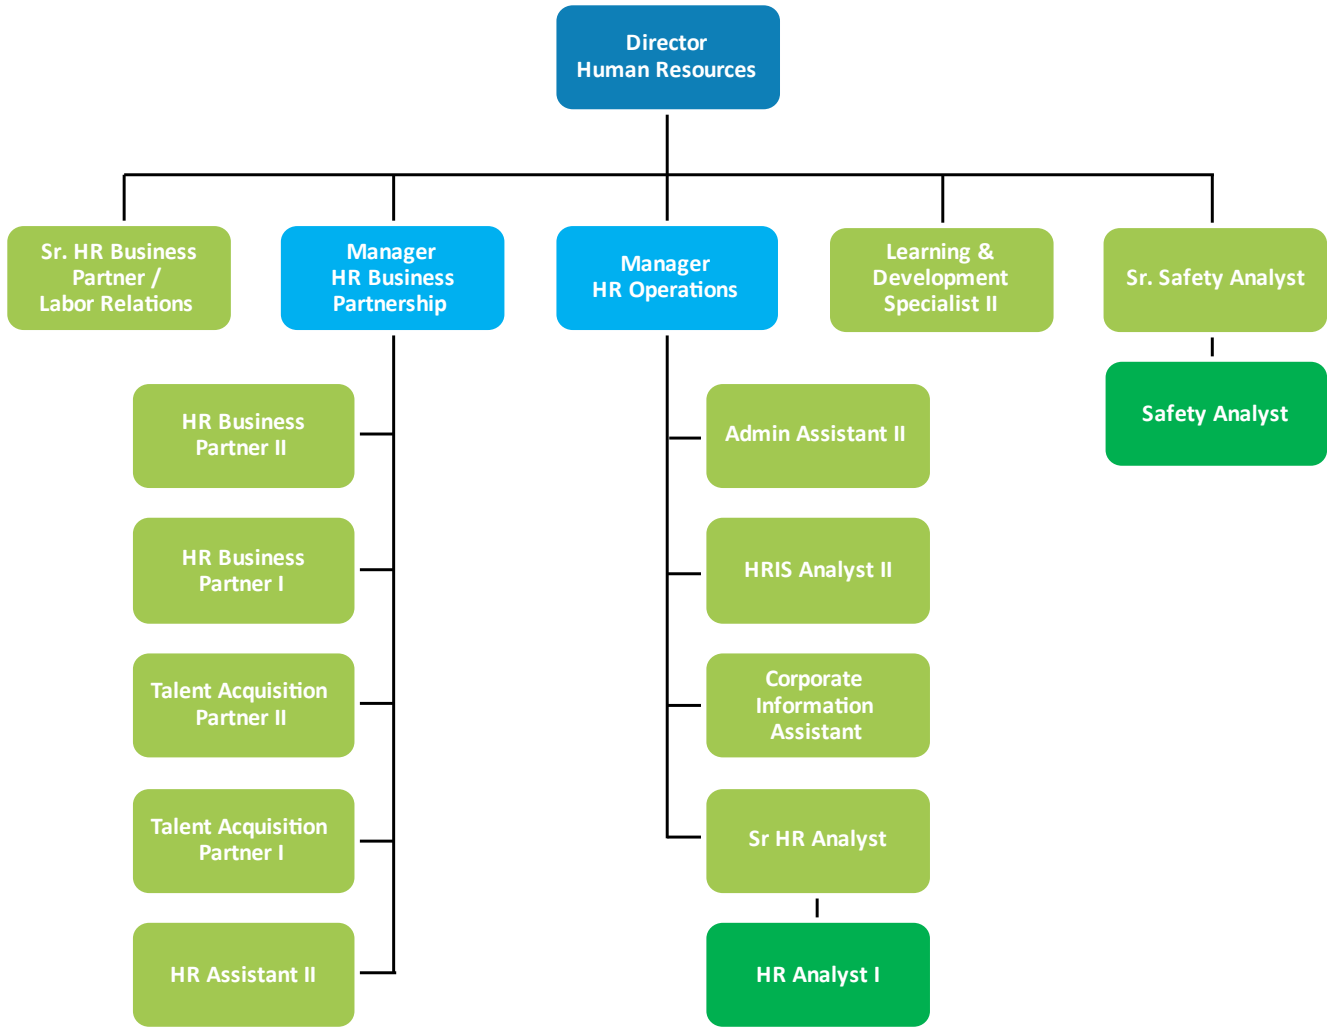 Director
Human Resources
Sr. HR Business
Partner /
Labor Relations
Manager
HR Business
Partnership
Manager
HR Operations
Learning &
Development
Specialist II
Sr. Safety Analyst
Safety Analyst
HR Business
Partner II
HR Business
Partner I
Talent Acquisition
Partner II
Talent Acquisition
Partner I
HR Assistant II
Admin Assistant II
HRIS Analyst II
Corporate
Information
Assistant
Sr HR Analyst
HR Analyst I